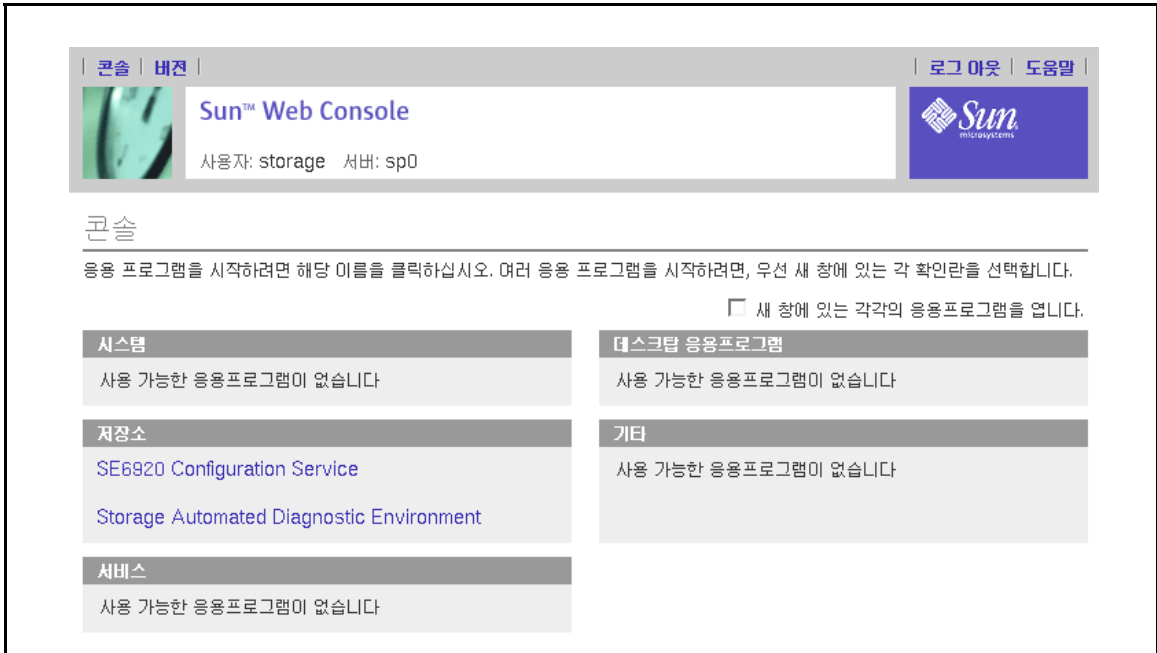 콘솔 | 버젼
로그 아웃 | 도움말
Sun™ Web Console
사용자: storage 서버: sp0
Sun
microsystems
콘솔
응용 프로그램을 시작하려면 해당 이름을 클릭하십시오. 여러 응용 프로그램을 시작하려면, 우선 새 창에 있는 각 확인란을 선택합니다.
새 창에 있는 각각의 응용프로그램을 엽니다.
시스템
사용 가능한 응용프로그램이 없습니다
데스크탑 응용프로그램
사용 가능한 응용프로그램이 없습니다
저장소
SE6920 Configuration Service
Storage Automated Diagnostic Environment
기타
사용 가능한 응용프로그램이 없습니다
서비스
사용 가능한 응용프로그램이 없습니다